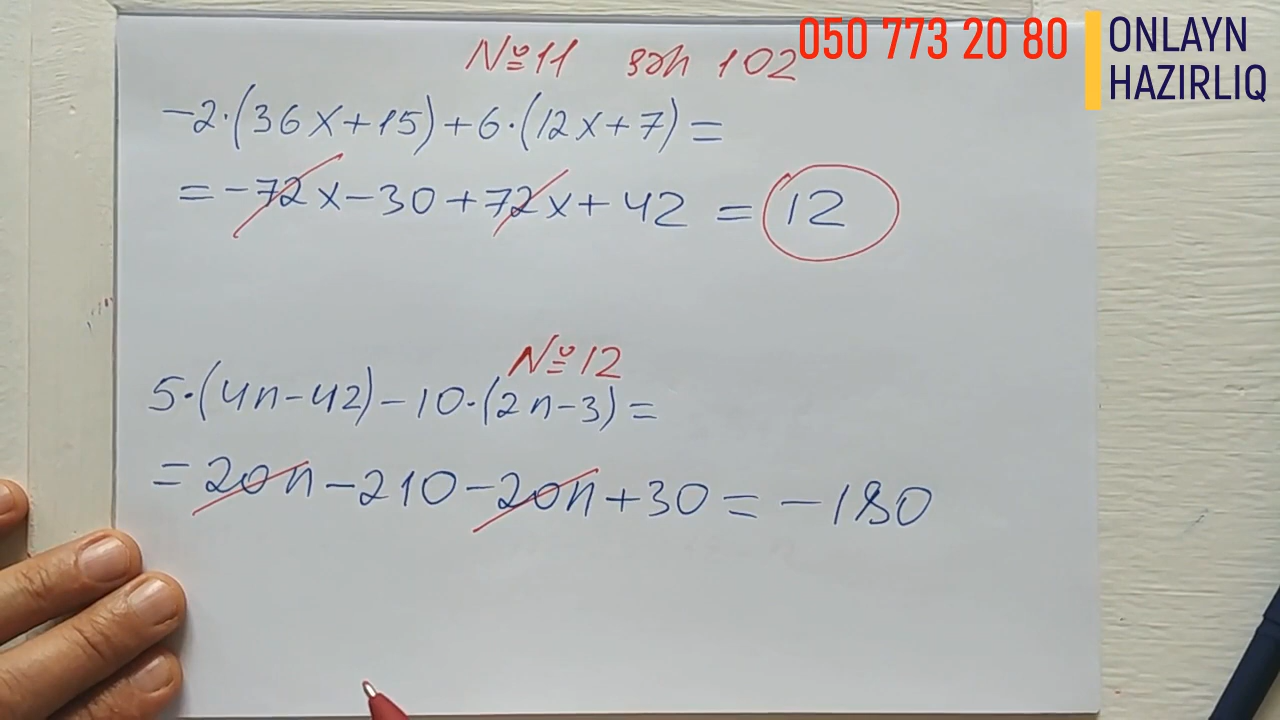 №11 səh 102
050 773 20 80
ONLAYN
HAZIRLIQ
-2·(36x+15)+6·(12x+7)=
=-72x-30+72x+42=12
№12
5·(4n-42)-10·(2n-3)=
=20n-210-20n+30=-180